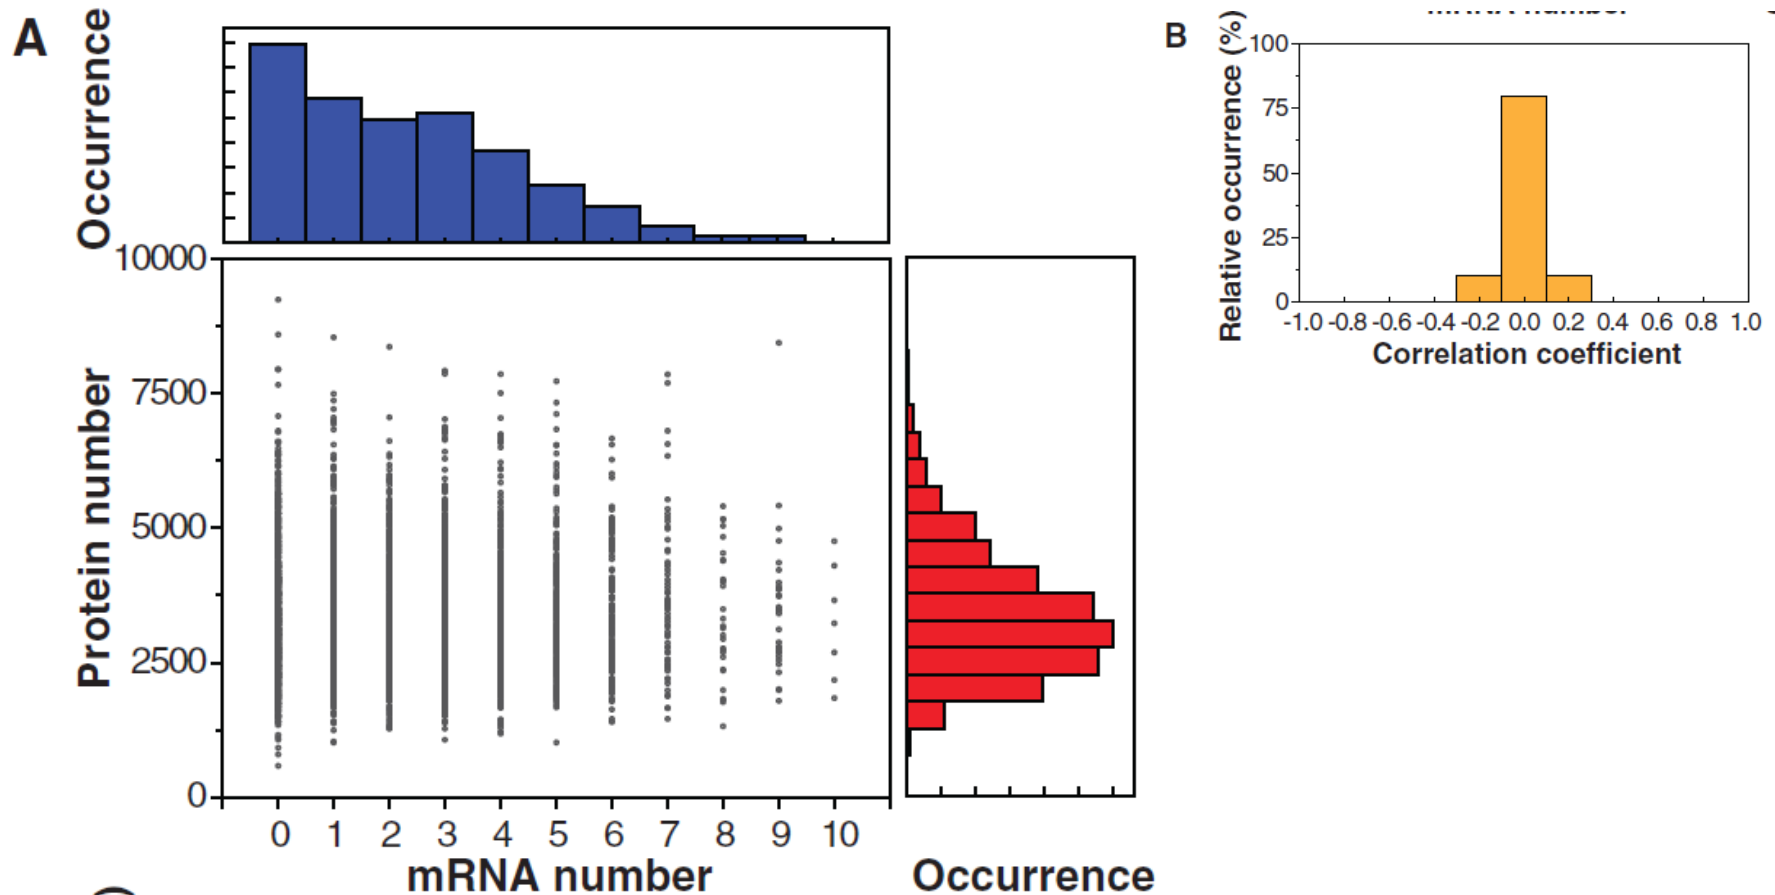 A
Occurrence
10000
7500
5000
2500
0
Protein number
0 1 2 3 4 5 6 7 8 9 10
mRNA number
Occurrence
B
Relative occurrence (%)
100
75
50
25
0
-1.0 -0.8 -0.6 -0.4 -0.2 0.0 0.2 0.4 0.6 0.8 1.0
Correlation coefficient